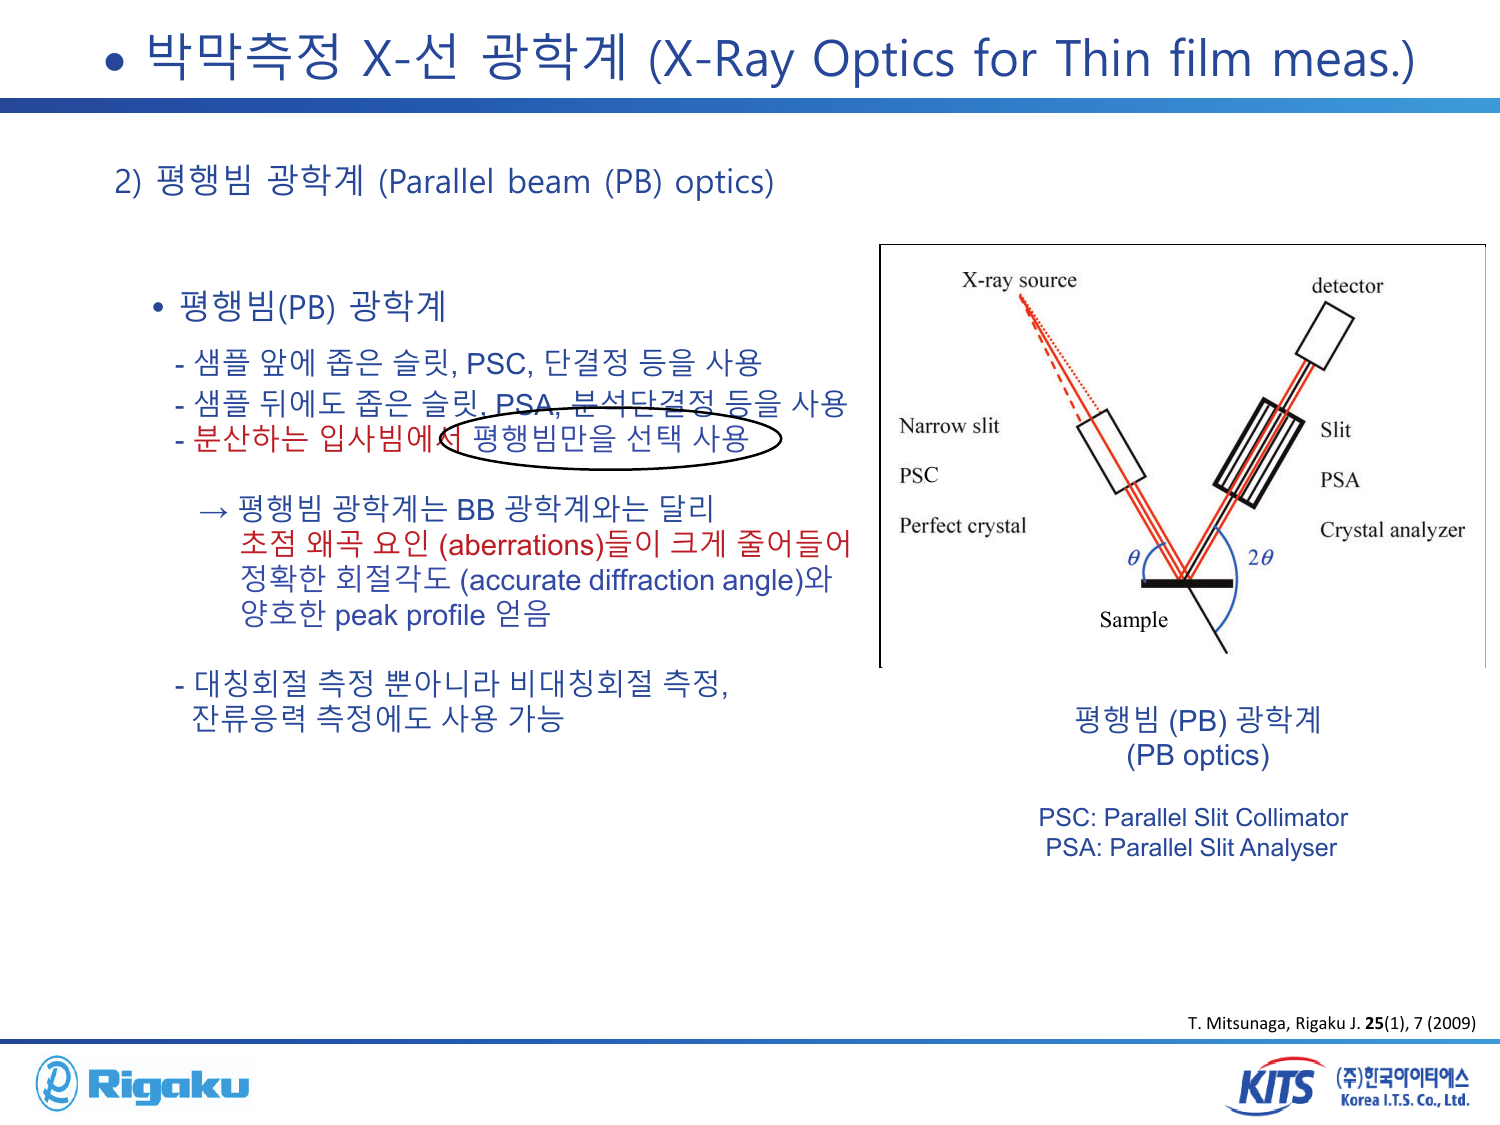 • 박막측정 X-선 광학계 (X-Ray Optics for Thin film meas.)
2) 평행빔 광학계 (Parallel beam (PB) optics)
• 평행빔(PB) 광학계
- 샘플 앞에 좁은 슬릿, PSC, 단결정 등을 사용
- 샘플 뒤에도 좁은 슬릿, PSA, 분석단결정 등을 사용
- 분산하는 입사빔에서 평행빔만을 선택 사용
→ 평행빔 광학계는 BB 광학계와는 달리
초점 왜곡 요인 (aberrations)들이 크게 줄어들어
정확한 회절각도 (accurate diffraction angle)와
양호한 peak profile 얻음
- 대칭회절 측정 뿐아니라 비대칭회절 측정,
잔류응력 측정에도 사용 가능
X-ray source
detector
Narrow slit
PSC
Perfect crystal
Slit
PSA
Crystal analyzer
θ
2θ
Sample
평행빔 (PB) 광학계
(PB optics)
PSC: Parallel Slit Collimator
PSA: Parallel Slit Analyser
T. Mitsunaga, Rigaku J. 25(1), 7 (2009)
Rigaku
KITS
(주)한국아이티에스
Korea I.T.S. Co., Ltd.